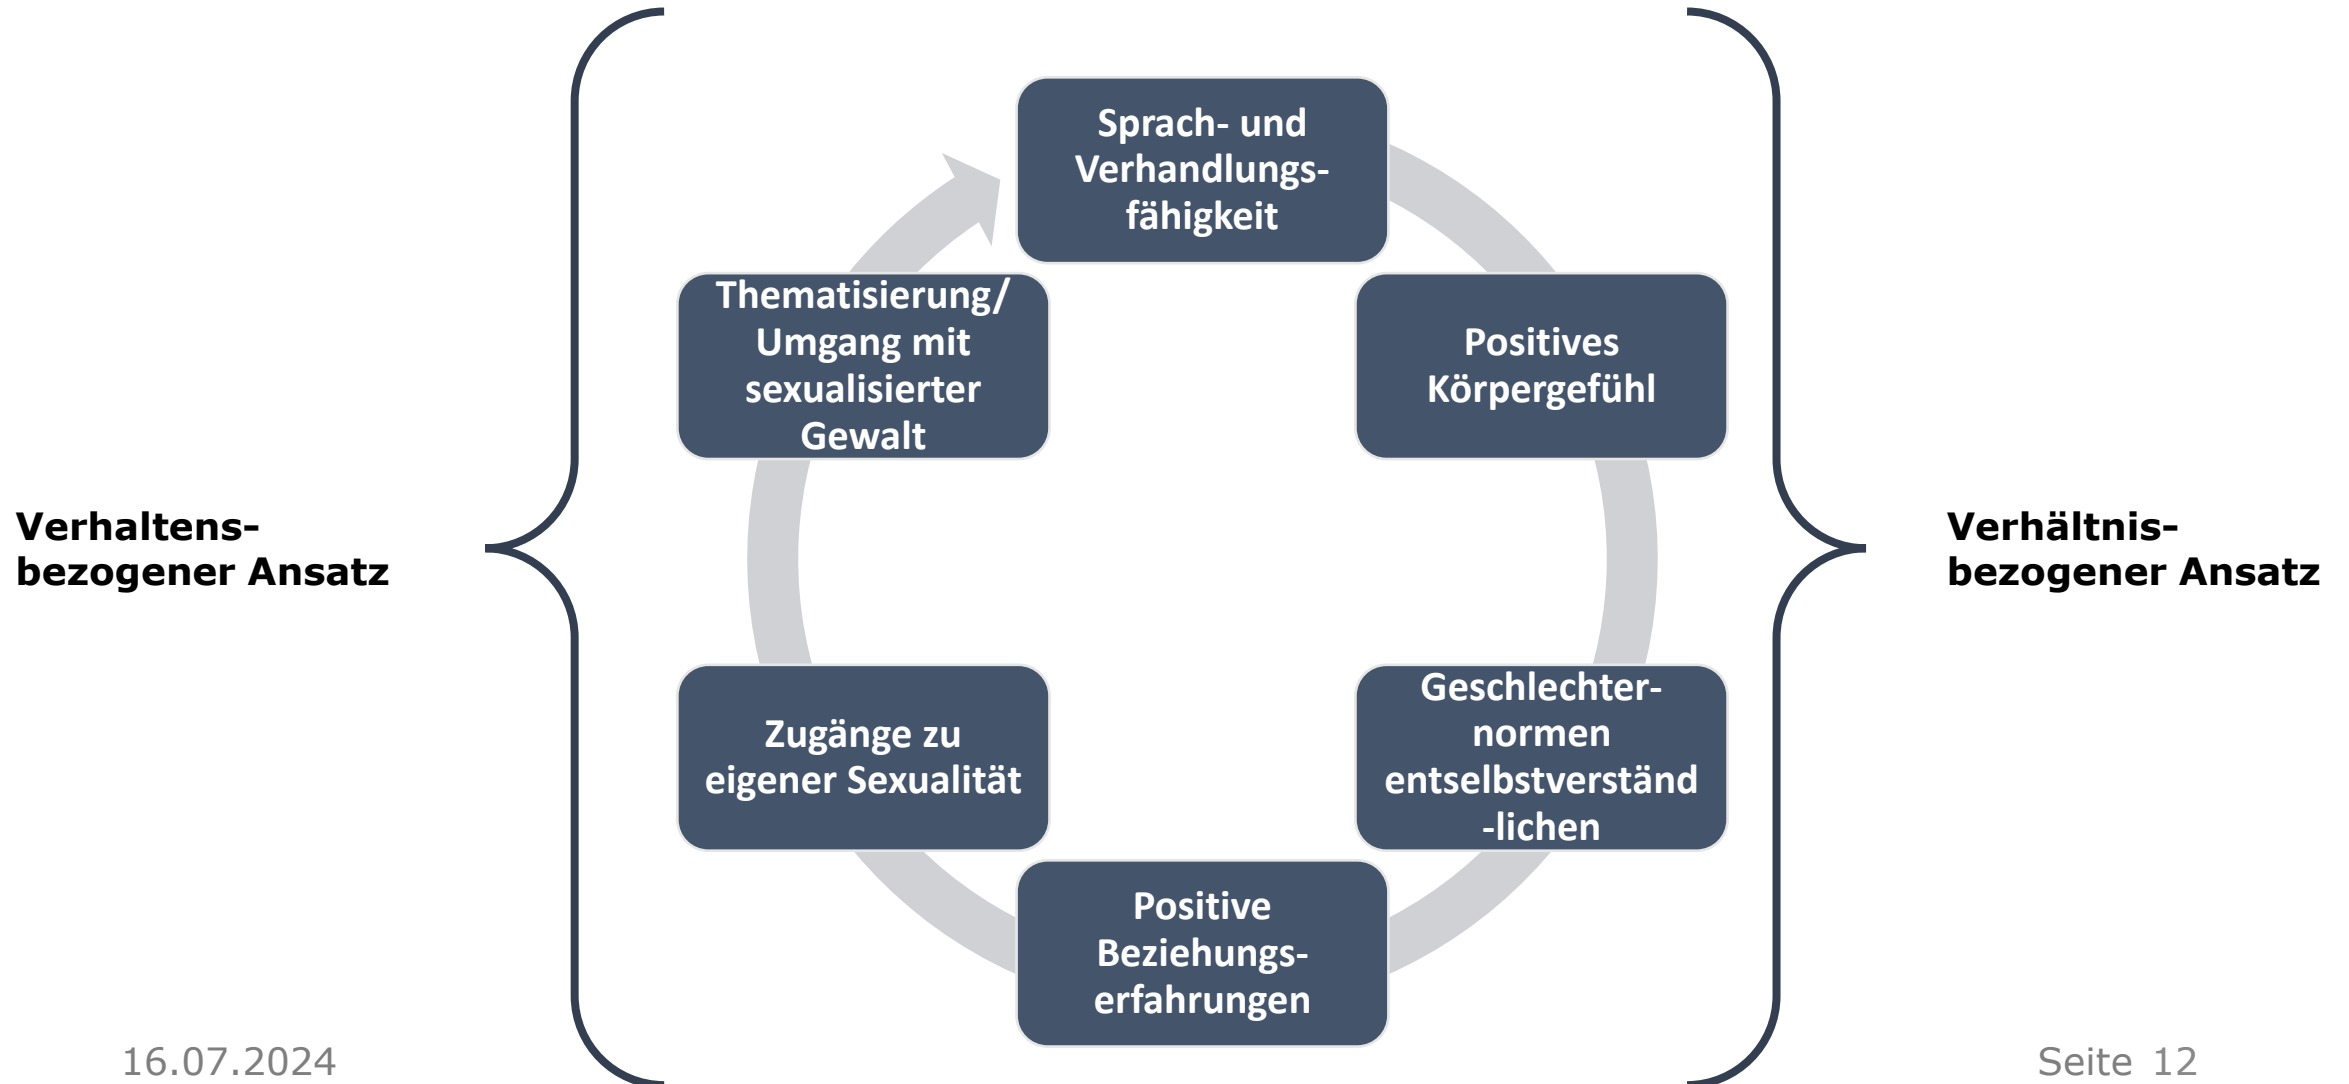 Sprach- und
Verhandlungs-
fähigkeit
Positives
Körpergefühl
Geschlechter-
normen
entselbstverständ
-lichen
Positive
Beziehungs-
erfahrungen
Zugänge zu
eigener Sexualität
Thematisierung/
Umgang mit
sexualisierter
Gewalt
Verhaltens-
bezogener Ansatz
Verhältnis-
bezogener Ansatz
16.07.2024
Seite 12